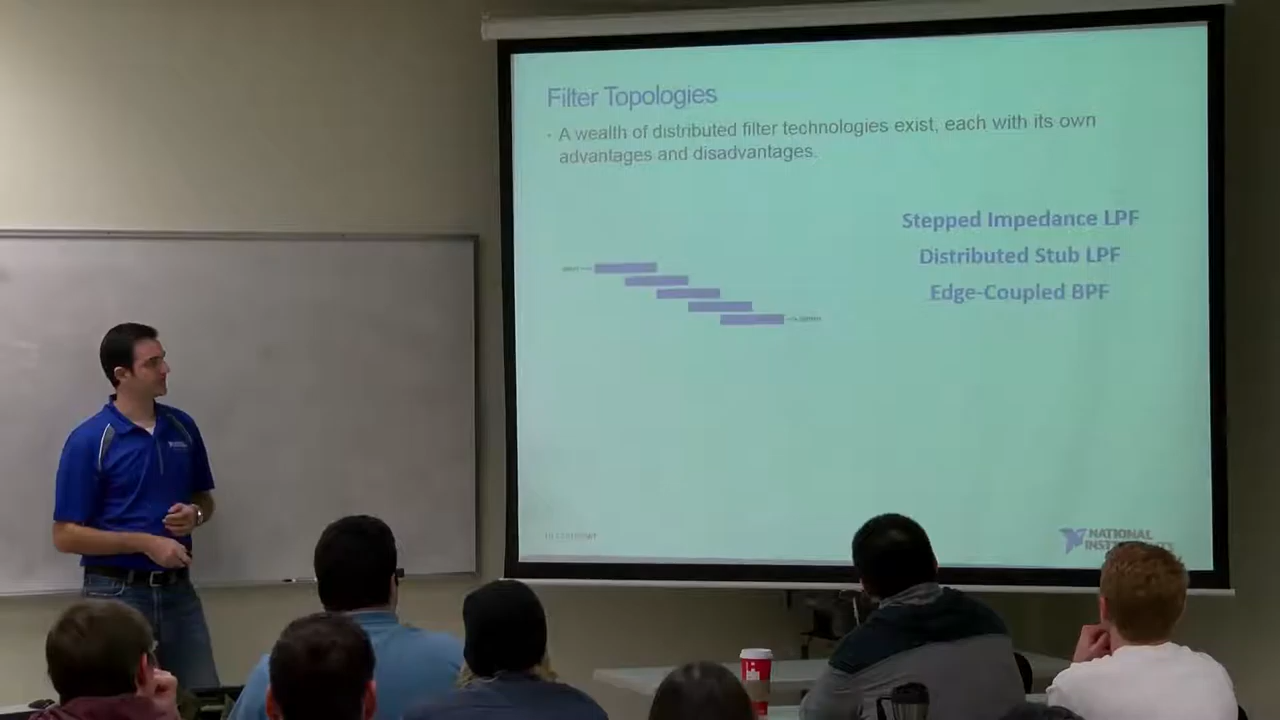 Filter Topologies
· A wealth of distributed filter technologies exist, each with its own
advantages and disadvantages.
Stepped Impedance LPF
Distributed Stub LPF
Edge-Coupled BPF
NATIONAL